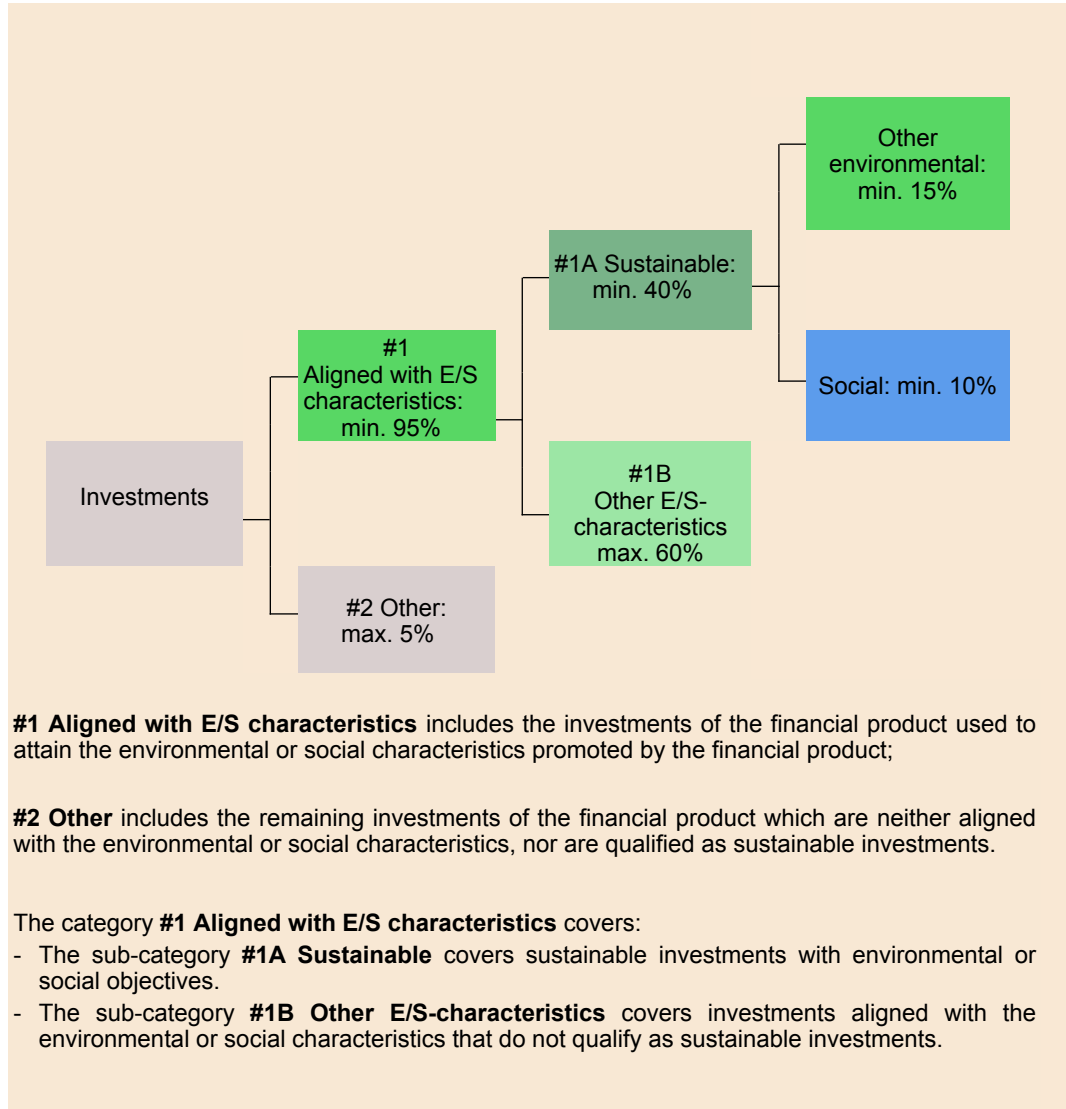 Other
environmental:
min. 15%
#1A Sustainable:
min. 40%
#1
Aligned with E/S
characteristics:
min. 95%
Social: min. 10%
Investments
#1B
Other E/S-
characteristics
max. 60%
#2 Other:
max. 5%
#1 Aligned with E/S characteristics includes the investments of the financial product used to
attain the environmental or social characteristics promoted by the financial product;
#2 Other includes the remaining investments of the financial product which are neither aligned
with the environmental or social characteristics, nor are qualified as sustainable investments.
The category #1 Aligned with E/S characteristics covers:
- The sub-category #1A Sustainable covers sustainable investments with environmental or
social objectives.
- The sub-category #1B Other E/S-characteristics covers investments aligned with the
environmental or social characteristics that do not qualify as sustainable investments.